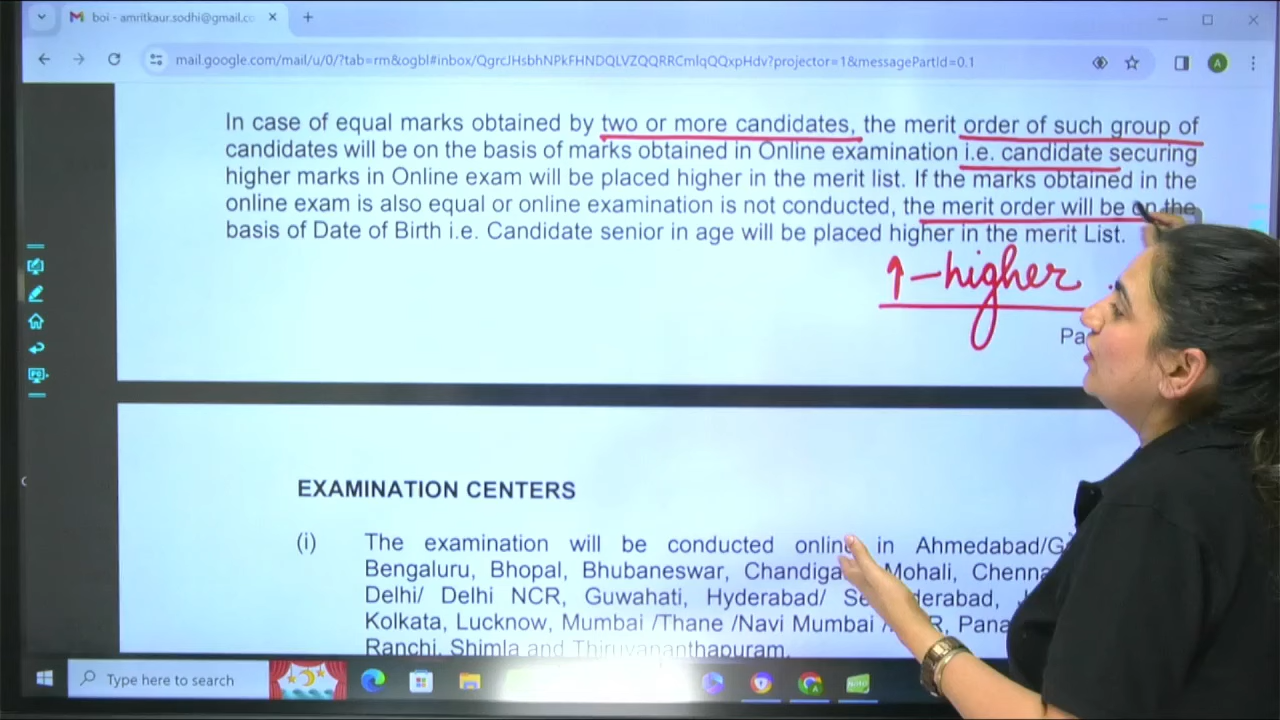 boi - amritkaur.sodhi@gmail.co
mail.google.com/mail/u/0/?tab=rm&ogbl#inbox/QgrcJHsbhNPkFHNDQLVZQQRRCmlqQQxpHdv?projector=1&messagePartId=0.1
A
In case of equal marks obtained by two or more candidates, the merit order of such group of
candidates will be on the basis of marks obtained in Online examination i.e. candidate securing
higher marks in Online exam will be placed higher in the merit list. If the marks obtained in the
online exam is also equal or online examination is not conducted, the merit order will be on the
basis of Date of Birth i.e. Candidate senior in age will be placed higher in the merit List.
↑ - higher
Pa
EXAMINATION CENTERS
(i) The examination will be conducted online in Ahmedabad/G
Bengaluru, Bhopal, Bhubaneswar, Chandiga Mohali, Chenna
Delhi/ Delhi NCR, Guwahati, Hyderabad/ Se derabad, J
Kolkata, Lucknow, Mumbai /Thane /Navi Mumbai / R, Pana
Ranchi, Shimla and Thiruvananthapuram.
Type here to search